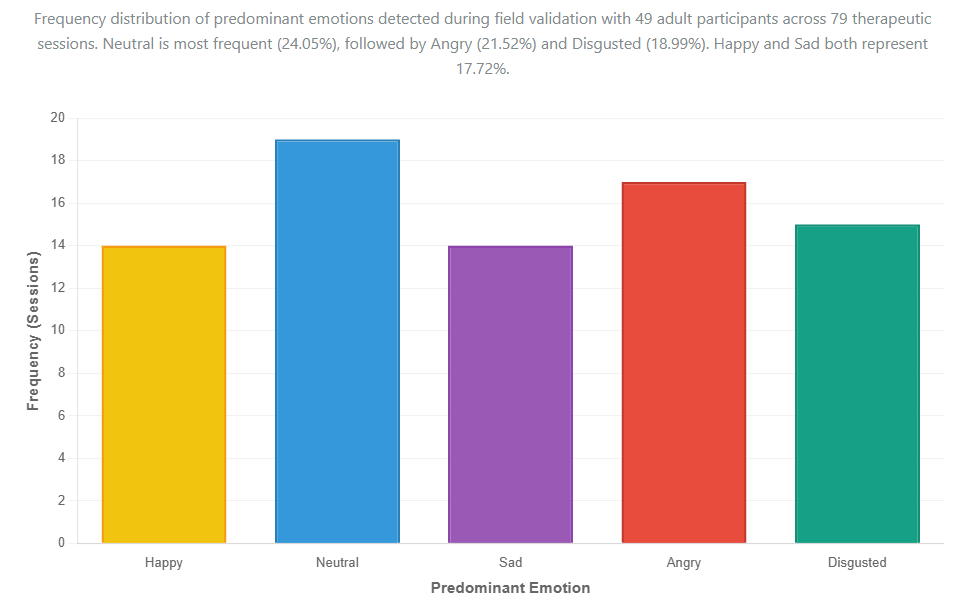 Frequency distribution of predominant emotions detected during field validation with 49 adult participants across 79 therapeutic
sessions. Neutral is most frequent (24.05%), followed by Angry (21.52%) and Disgusted (18.99%). Happy and Sad both represent
17.72%.
20
18
16
14
12
10
8
6
4
2
0
Frequency (Sessions)
Happy Neutral Sad Angry Disgusted
Predominant Emotion